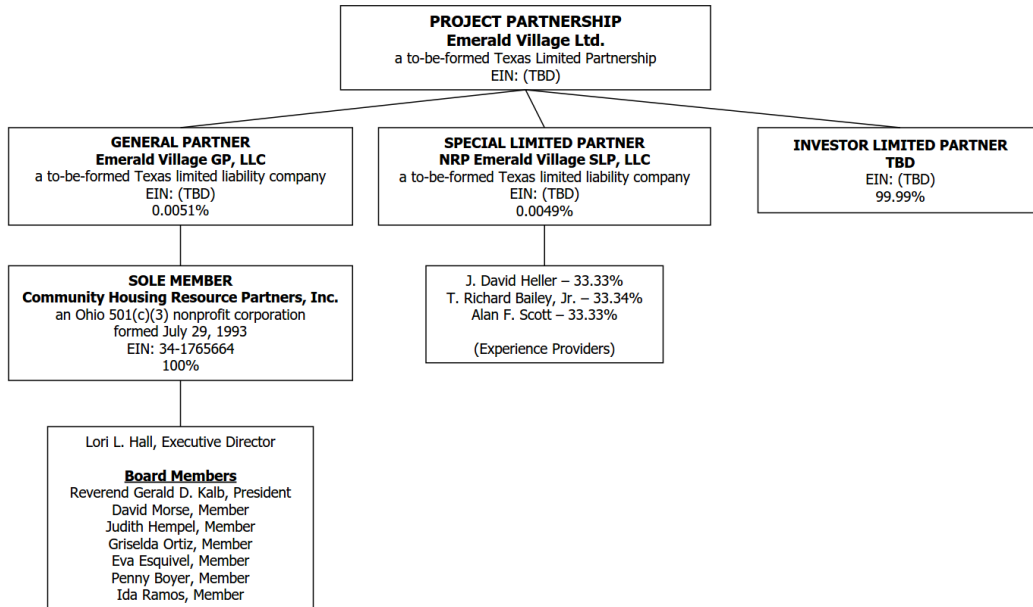 PROJECT PARTNERSHIP
Emerald Village Ltd.
a to-be-formed Texas Limited Partnership
EIN: (TBD)
GENERAL PARTNER
Emerald Village GP, LLC
a to-be-formed Texas limited liability company
EIN: (TBD)
0.0051%
SPECIAL LIMITED PARTNER
NRP Emerald Village SLP, LLC
a to-be-formed Texas limited liability company
EIN: (TBD)
0.0049%
INVESTOR LIMITED PARTNER
TBD
EIN: (TBD)
99.99%
SOLE MEMBER
Community Housing Resource Partners, Inc.
an Ohio 501(c)(3) nonprofit corporation
formed July 29, 1993
EIN: 34-1765664
100%
J. David Heller – 33.33%
T. Richard Bailey, Jr. – 33.34%
Alan F. Scott – 33.33%
(Experience Providers)
Lori L. Hall, Executive Director
Board Members
Reverend Gerald D. Kalb, President
David Morse, Member
Judith Hempel, Member
Griselda Ortiz, Member
Eva Esquivel, Member
Penny Boyer, Member
Ida Ramos, Member